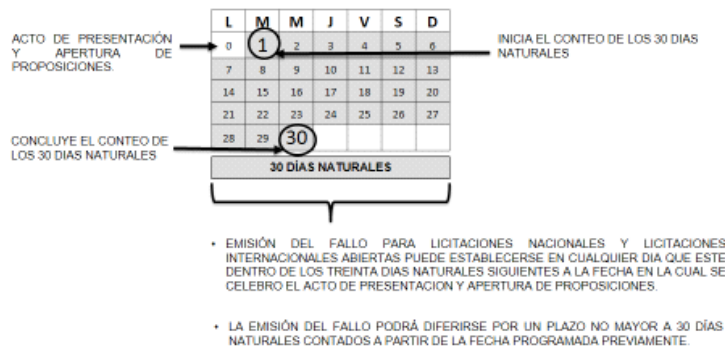 L M M J V S D
ACTO DE PRESENTACIÓN
Y APERTURA DE
PROPOSICIONES.
0 1 2 3 4 5 6
INICIA EL CONTEO DE LOS 30 DIAS
NATURALES
7 8 9 10 11 12 13
14 15 16 17 18 19 20
21 22 23 24 25 26 27
CONCLUYE EL CONTEO DE
LOS 30 DIAS NATURALES
28 29 30
30 DÍAS NATURALES
• EMISIÓN DEL FALLO PARA LICITACIONES NACIONALES Y LICITACIONES
INTERNACIONALES ABIERTAS PUEDE ESTABLECERSE EN CUALQUIER DIA QUE ESTE
DENTRO DE LOS TREINTA DIAS NATURALES SIGUIENTES A LA FECHA EN LA CUAL SE
CELEBRO EL ACTO DE PRESENTACION Y APERTURA DE PROPOSICIONES.
• LA EMISIÓN DEL FALLO PODRÁ DIFERIRSE POR UN PLAZO NO MAYOR A 30 DÍAS
NATURALES CONTADOS A PARTIR DE LA FECHA PROGRAMADA PREVIAMENTE.